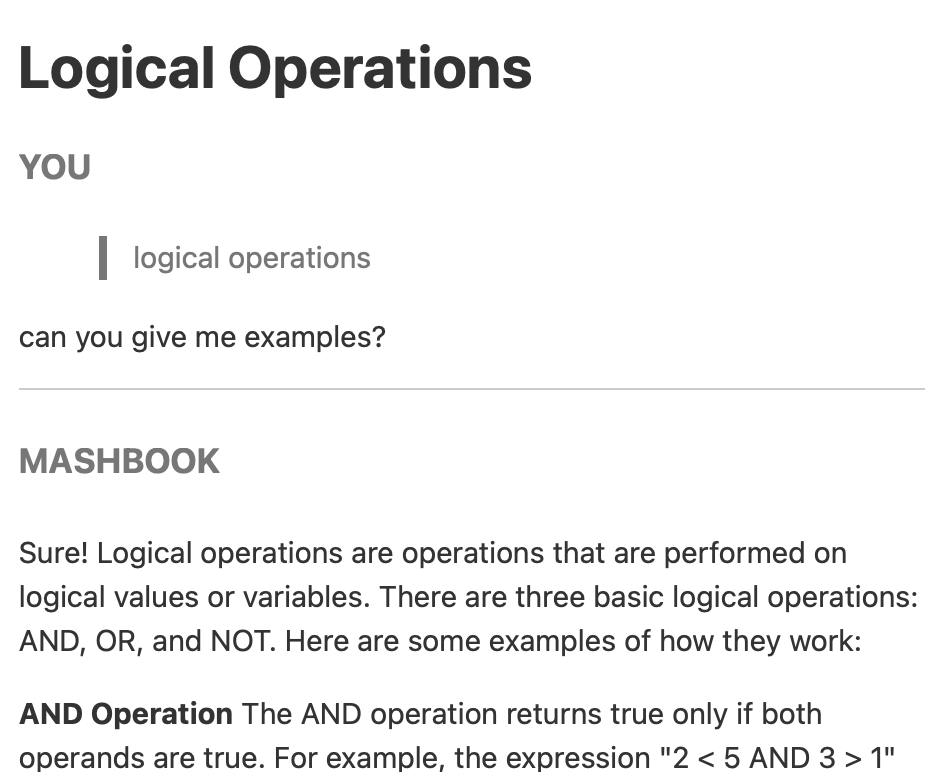 Logical Operations
YOU
logical operations
can you give me examples?
MASHBOOK
Sure! Logical operations are operations that are performed on
logical values or variables. There are three basic logical operations:
AND, OR, and NOT. Here are some examples of how they work:
AND Operation The AND operation returns true only if both
operands are true. For example, the expression "2 < 5 AND 3 > 1"